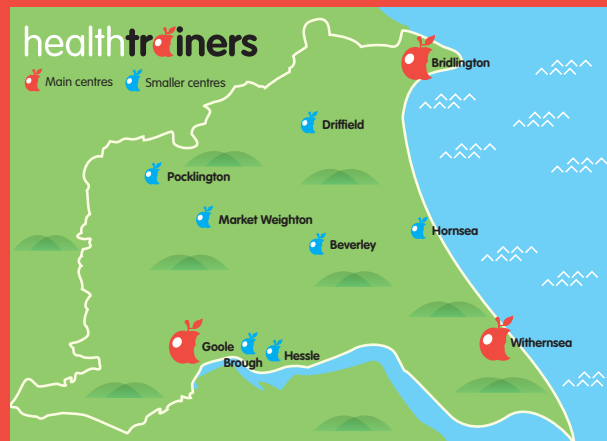 healthtrainers
Main centres
Smaller centres
Bridlington
Driffield
Pocklington
Market Weighton
Hornsea
Beverley
Withernsea
Goole
Brough
Hessle